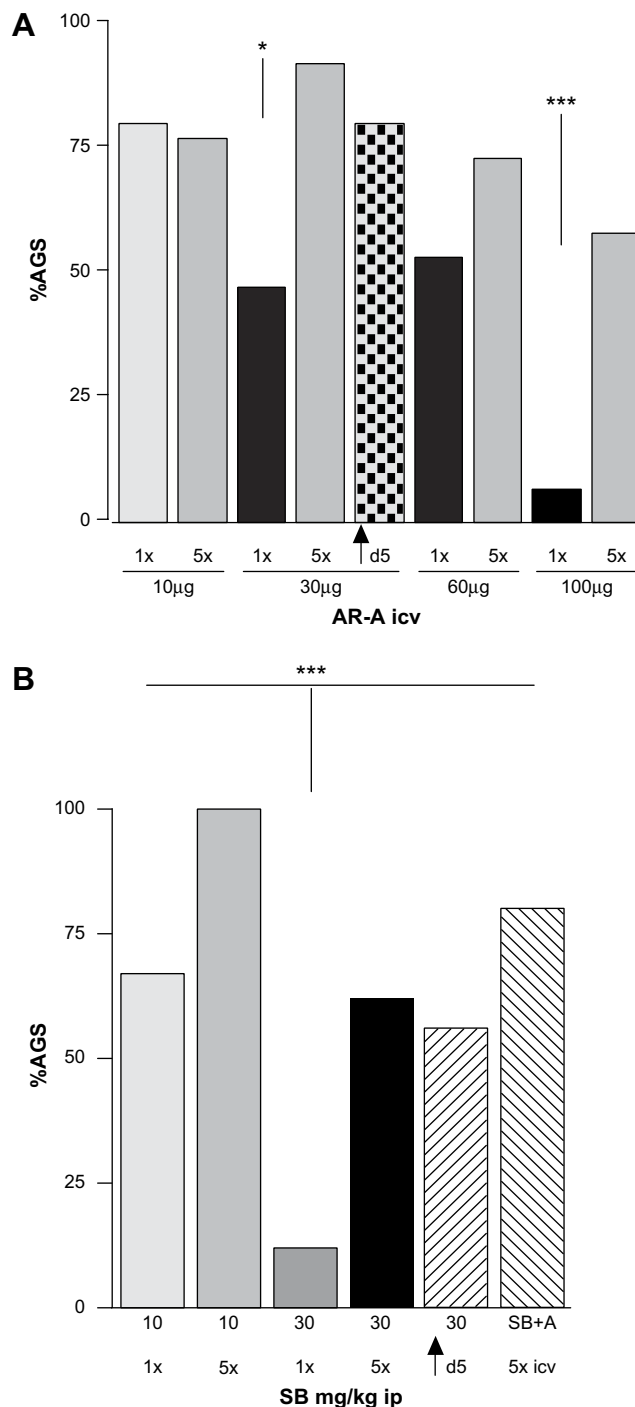 A
100
*
***
75
%AGS
50
25
0
1x 5x 1x 5x d5 1x 5x 1x 5x
10µg 30µg 60µg 100µg
AR-A icv
B
***
100
75
%AGS
50
25
0
10 10 30 30 30 SB+A
1x 5x 1x 5x d5 5x icv
SB mg/kg ip